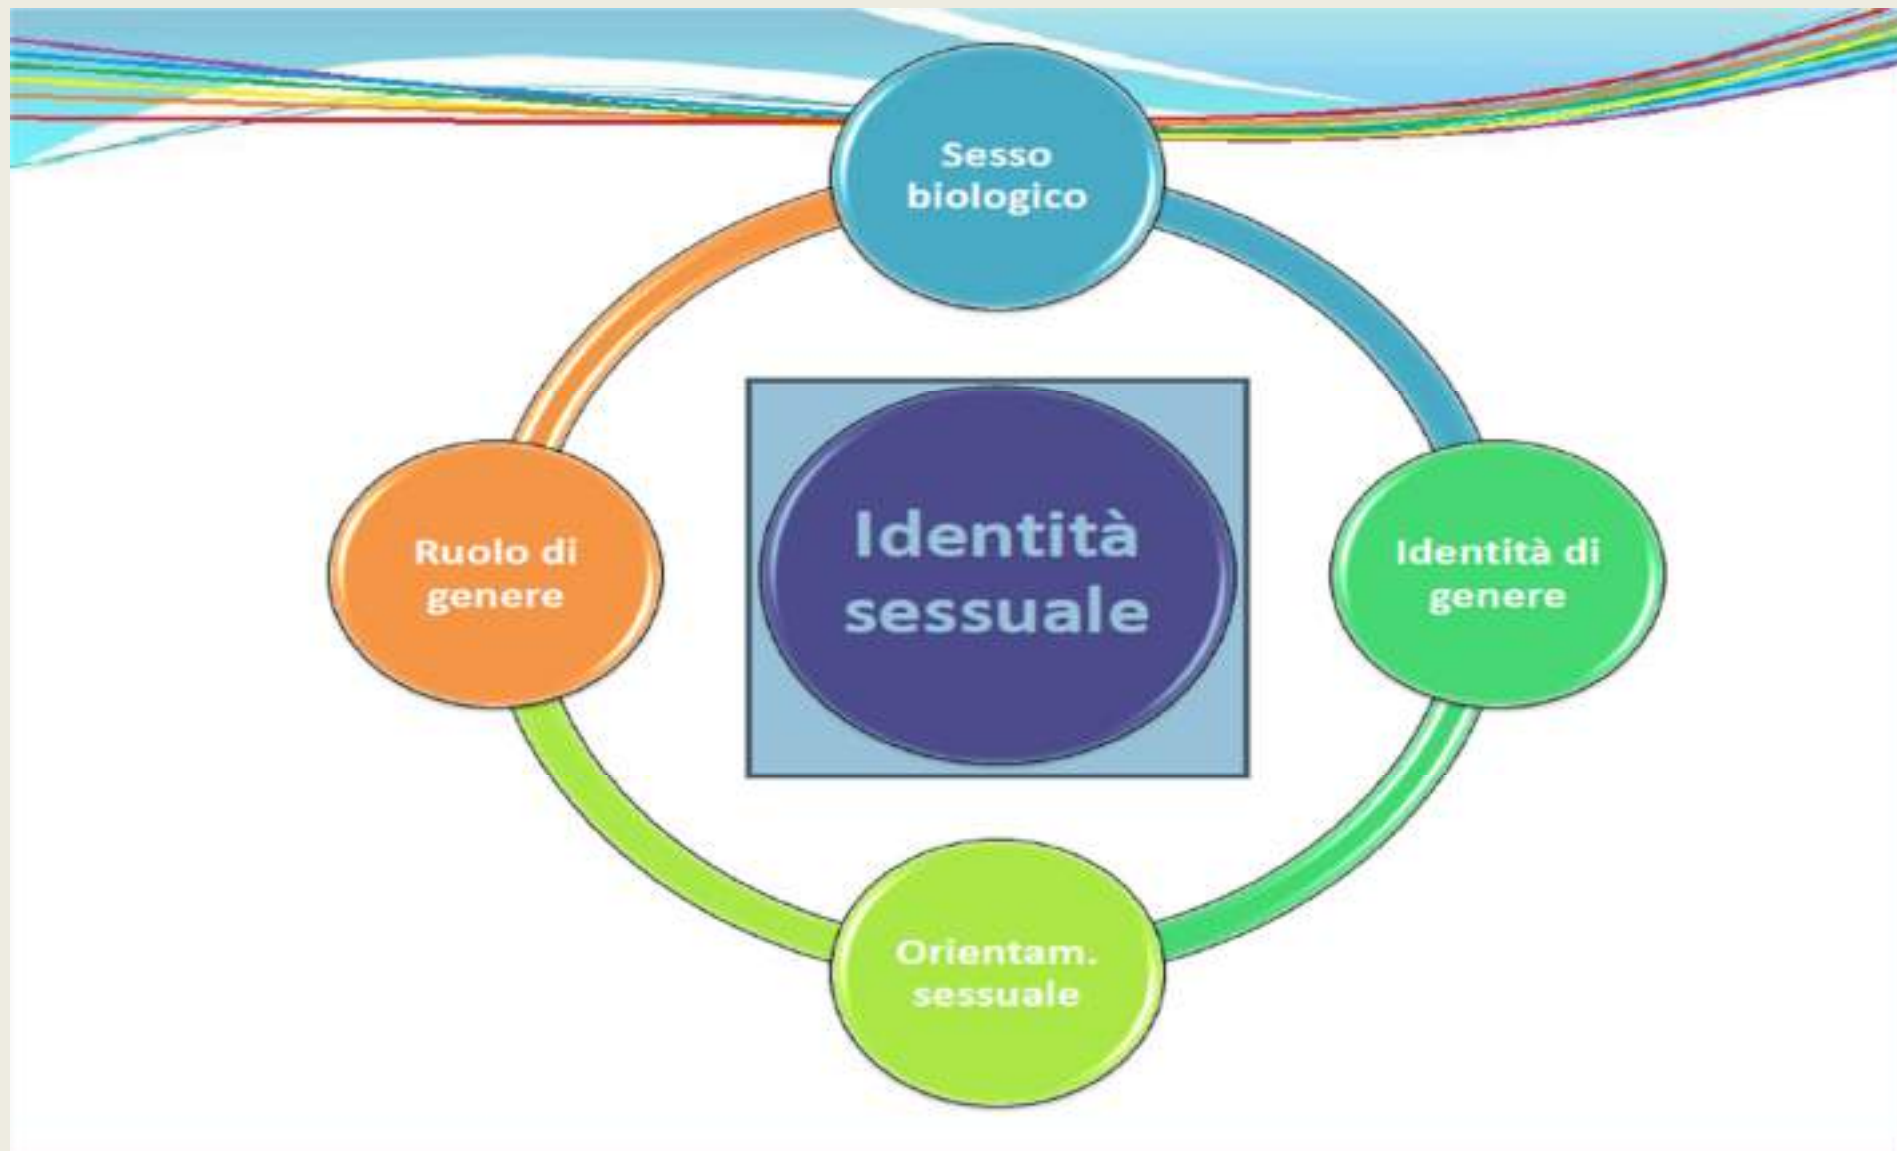 Sesso
biologico
Ruolo di
genere
Identità
sessuale
Identità di
genere
Orientam.
sessuale